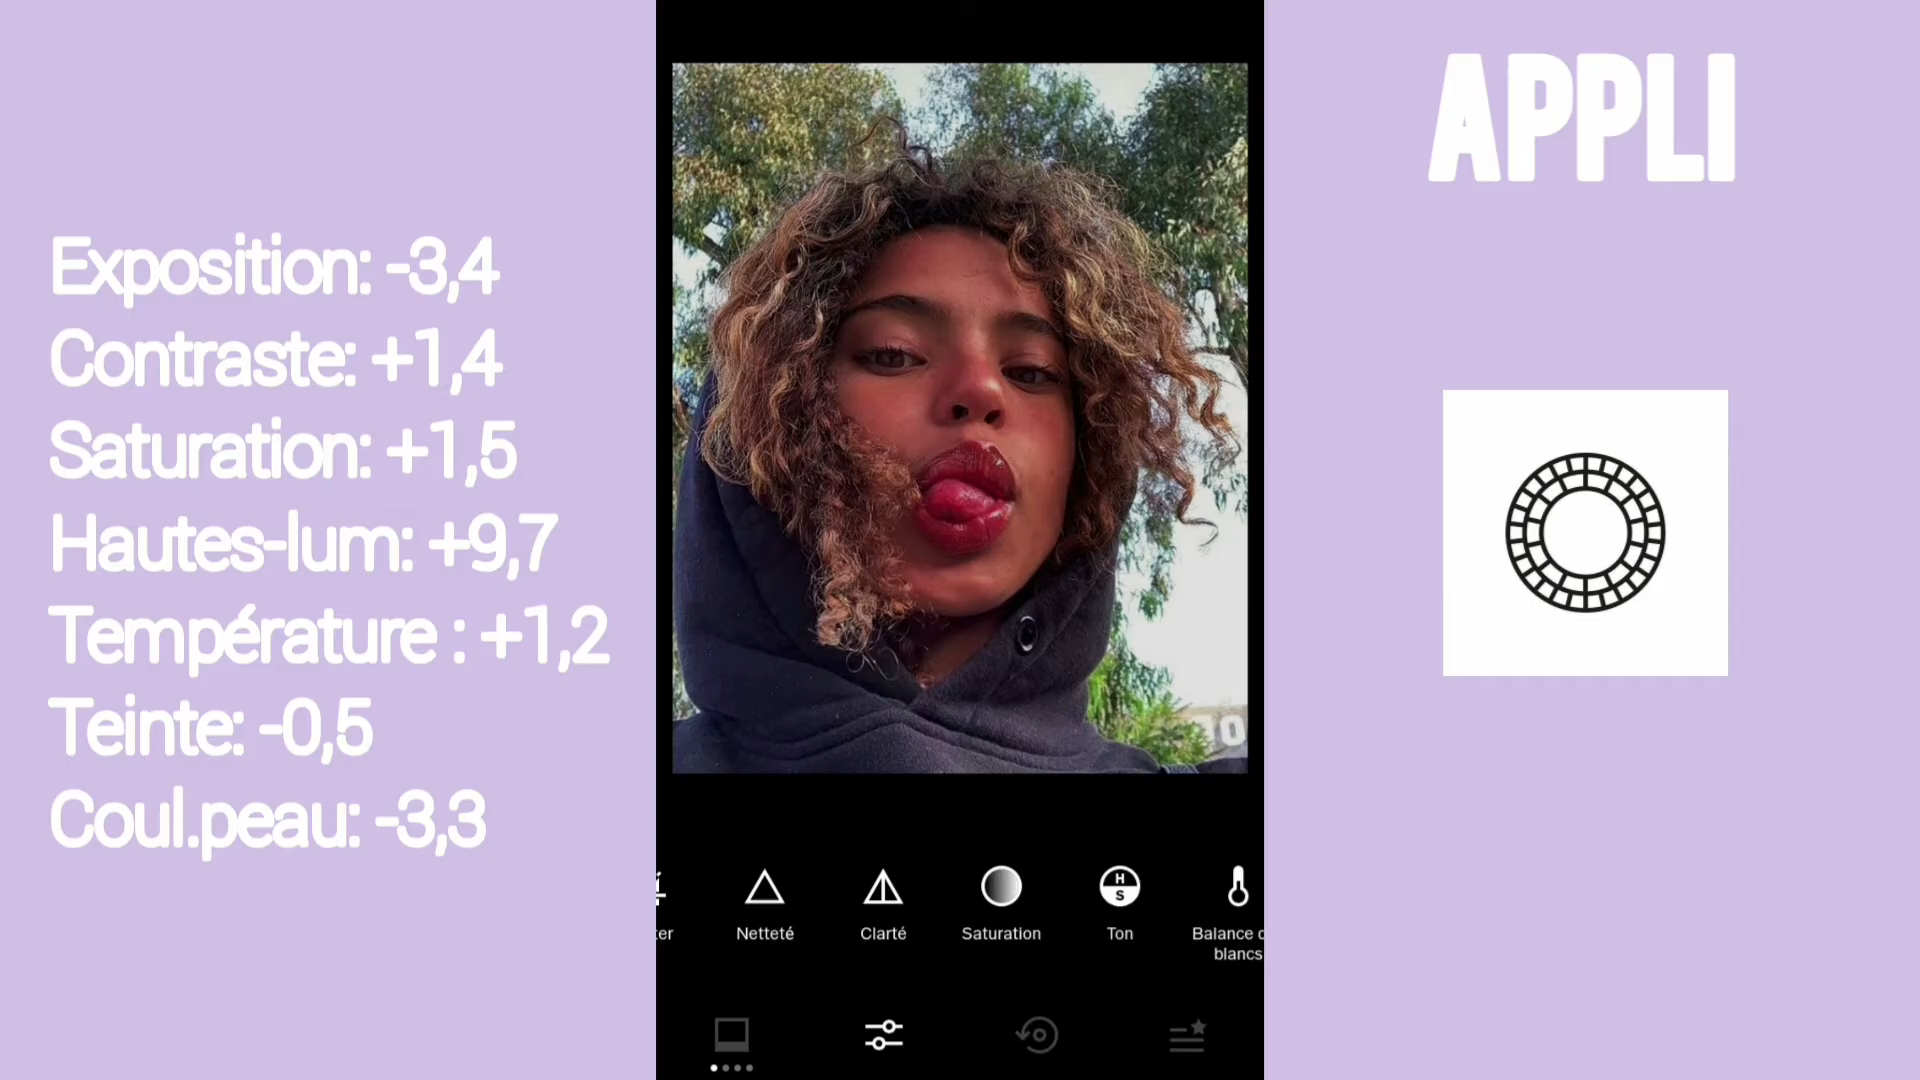 APPLI
Exposition: -3,4
Contraste: +1,4
Saturation: +1,5
Hautes-lum: +9,7
Température : +1,2
Teinte: -0,5
Coul.peau: -3,3
Netteté
Clarté
Saturation
Ton
H
S
Balance
blancs